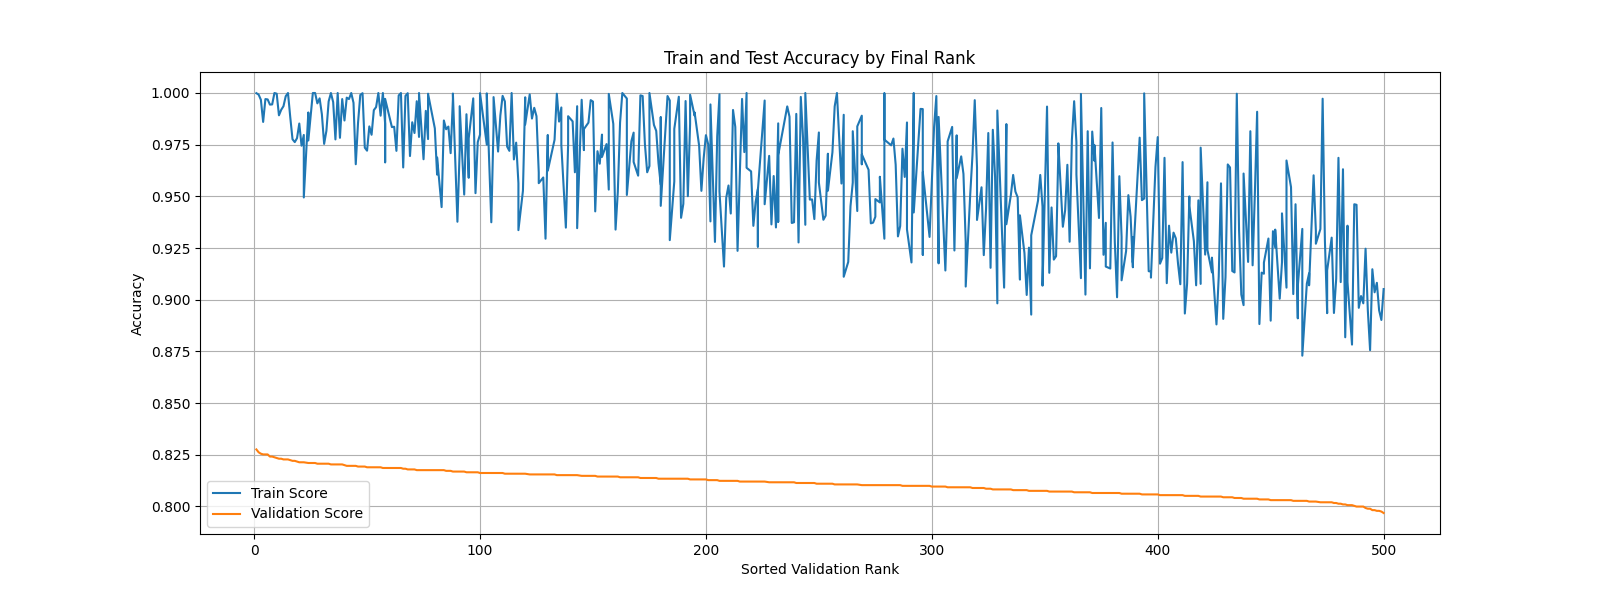 Train and Test Accuracy by Final Rank
1.000
0.975
0.950
0.925
0.900
0.875
0.850
0.825
0.800
Accuracy
Train Score
Validation Score
0 100 200 300 400 500
Sorted Validation Rank